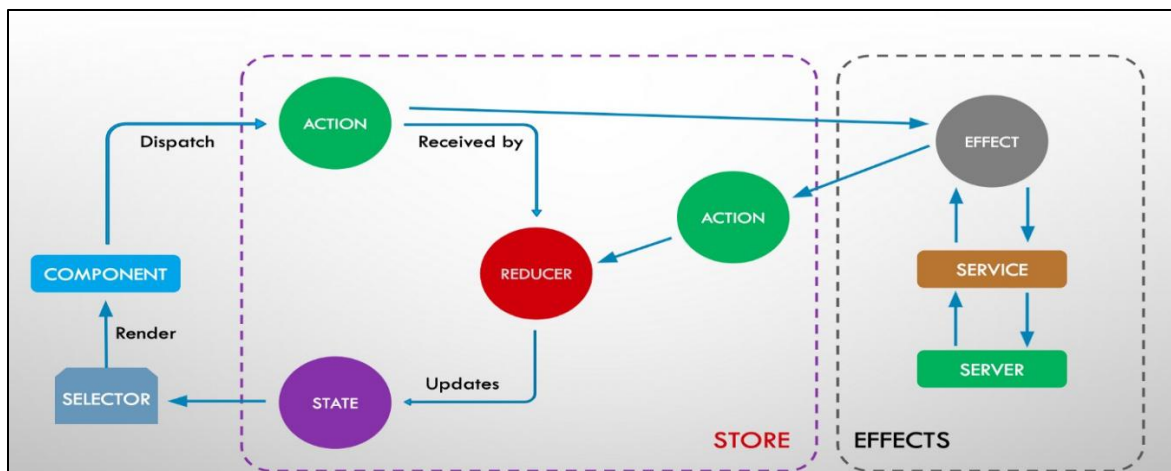 ACTION
Dispatch
Received by
EFFECT
ACTION
COMPONENT
REDUCER
SERVICE
Render
SELECTOR
Updates
STATE
SERVER
STORE
EFFECTS